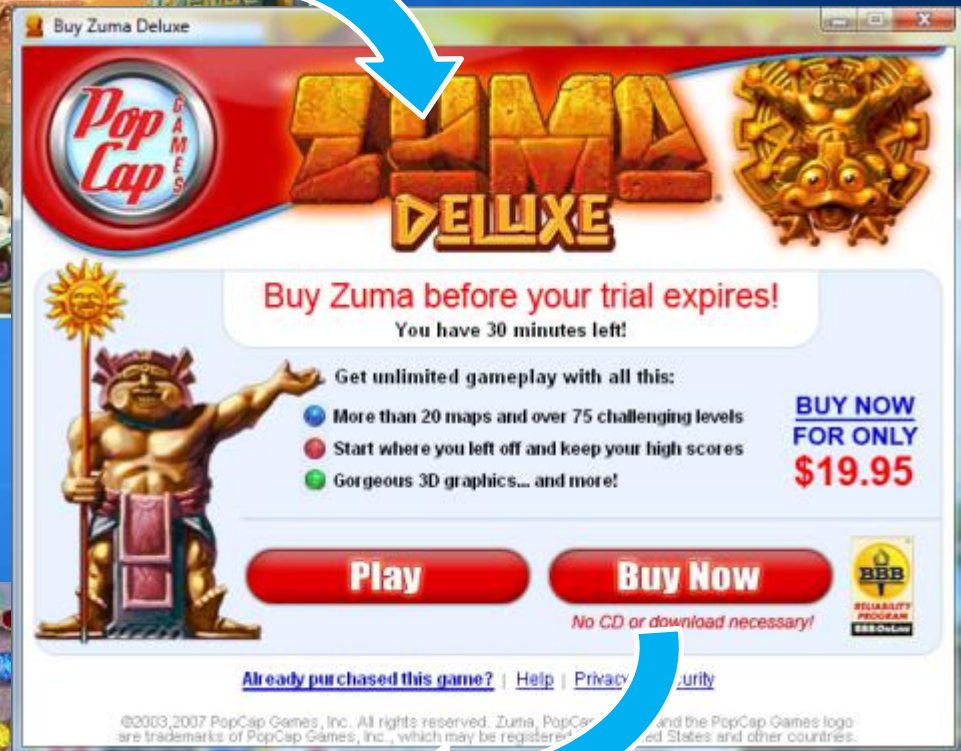 Buy Zuma Deluxe
PopCap GAMES
ZUMA
DELUXE
Buy Zuma before your trial expires!
You have 30 minutes left!
Get unlimited gameplay with all this:
More than 20 maps and over 75 challenging levels
Start where you left off and keep your high scores
Gorgeous 3D graphics... and more!
BUY NOW
FOR ONLY
$19.95
Play
Buy Now
No CD or download necessary!
BBB
RELIABILITY
PROGRAM
BBBOnLine
Already purchased this game? | Help |
©2003,2007 PopCap Games, Inc. All rights reserved. Zuma, and the PopCap Games logo
are trademarks of PopCap Games, Inc., which may be registered States and other countries.